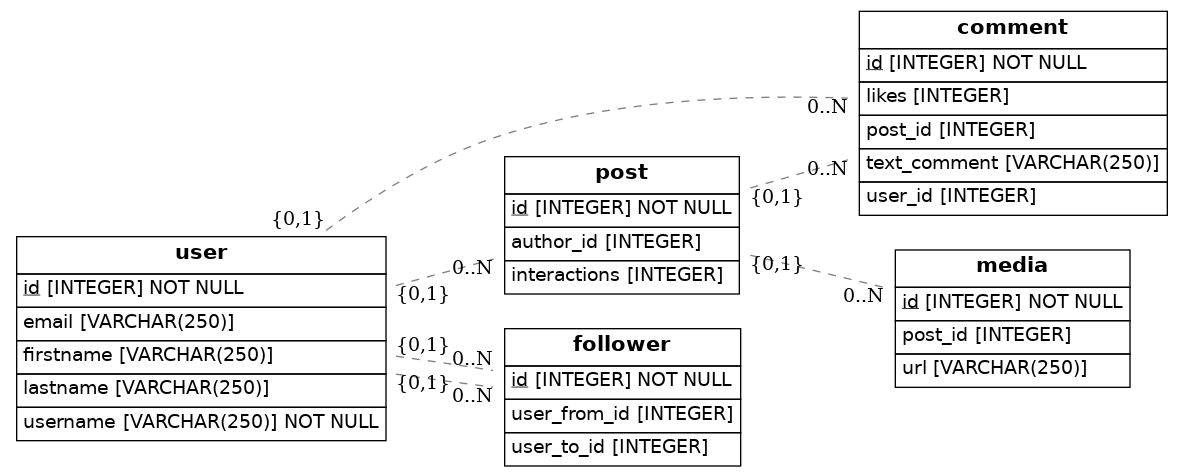 comment
id [INTEGER] NOT NULL
likes [INTEGER]
post_id [INTEGER]
text_comment [VARCHAR(250)]
user_id [INTEGER]
0..N
0..N
post
id [INTEGER] NOT NULL
author_id [INTEGER]
interactions [INTEGER]
{0,1}
{0,1}
{0,1}
user
id [INTEGER] NOT NULL
email [VARCHAR(250)]
firstname [VARCHAR(250)]
lastname [VARCHAR(250)]
username [VARCHAR(250)] NOT NULL
0..N
{0,1}
{0,1}
0..N
{0,1}
0..N
media
id [INTEGER] NOT NULL
post_id [INTEGER]
url [VARCHAR(250)]
0..N
follower
id [INTEGER] NOT NULL
user_from_id [INTEGER]
user_to_id [INTEGER]